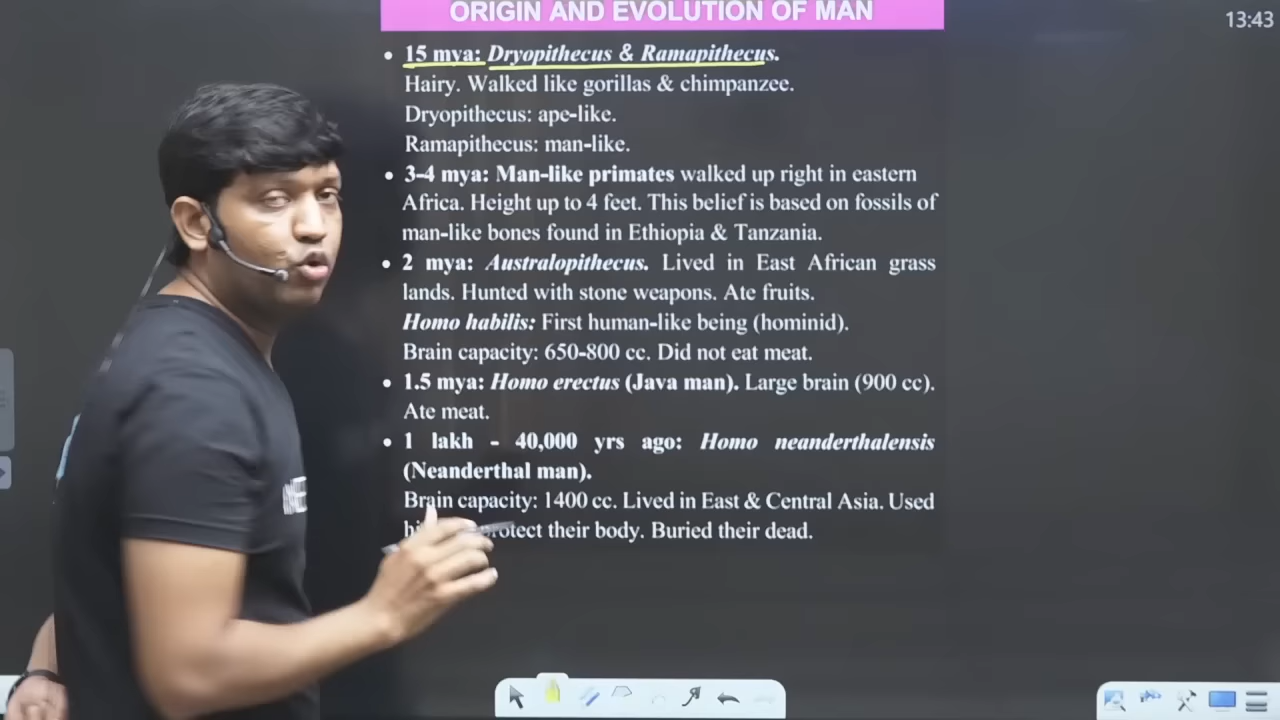 ORIGIN AND EVOLUTION OF MAN
13:43
• 15 mya: Dryopithecus & Ramapithecus.
Hairy. Walked like gorillas & chimpanzee.
Dryopithecus: ape-like.
Ramapithecus: man-like.
• 3-4 mya: Man-like primates walked up right in eastern
Africa. Height up to 4 feet. This belief is based on fossils of
man-like bones found in Ethiopia & Tanzania.
• 2 mya: Australopithecus. Lived in East African grass
lands. Hunted with stone weapons. Ate fruits.
Homo habilis: First human-like being (hominid).
Brain capacity: 650-800 cc. Did not eat meat.
• 1.5 mya: Homo erectus (Java man). Large brain (900 cc).
Ate meat.
• 1 lakh - 40,000 yrs ago: Homo neanderthalensis
(Neanderthal man).
Brain capacity: 1400 cc. Lived in East & Central Asia. Used
protect their body. Buried their dead.